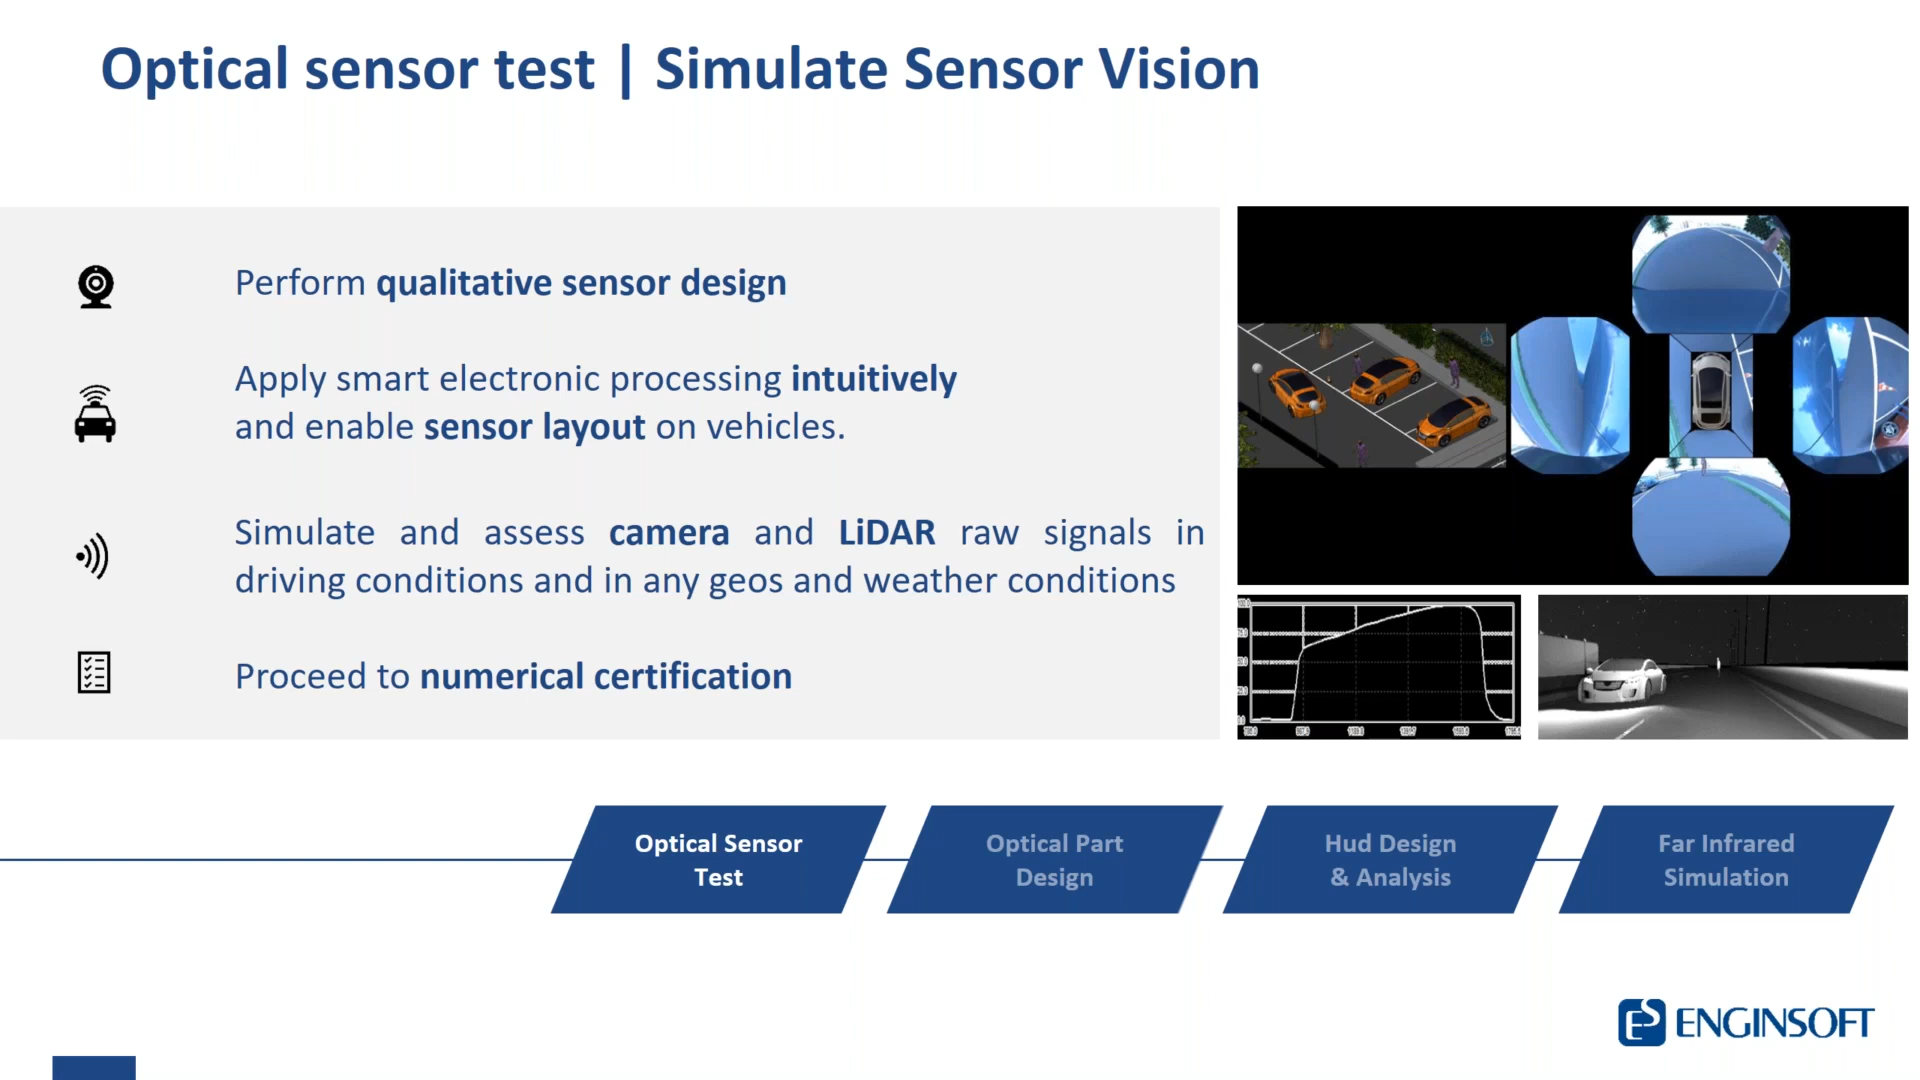 Optical sensor test | Simulate Sensor Vision
Perform qualitative sensor design
Apply smart electronic processing intuitively
and enable sensor layout on vehicles.
Simulate and assess camera and LiDAR raw signals in
driving conditions and in any geos and weather conditions
Proceed to numerical certification
Optical Sensor
Test
Optical Part
Design
Hud Design
& Analysis
Far Infrared
Simulation
ENGINSOFT